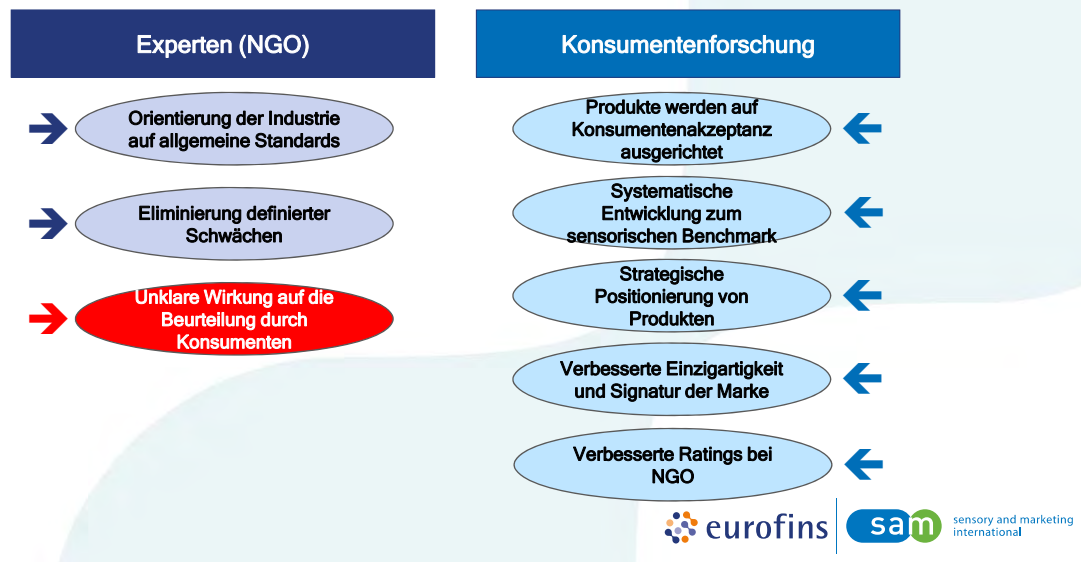 Experten (NGO)
Orientierung der Industrie
auf allgemeine Standards
Eliminierung definierter
Schwächen
Unklare Wirkung auf die
Beurteilung durch
Konsumenten
Konsumentenforschung
Produkte werden auf
Konsumentenakzeptanz
ausgerichtet
Systematische
Entwicklung zum
sensorischen Benchmark
Strategische
Positionierung von
Produkten
Verbesserte Einzigartigkeit
und Signatur der Marke
Verbesserte Ratings bei
NGO
eurofins
sam
sensory and marketing
international